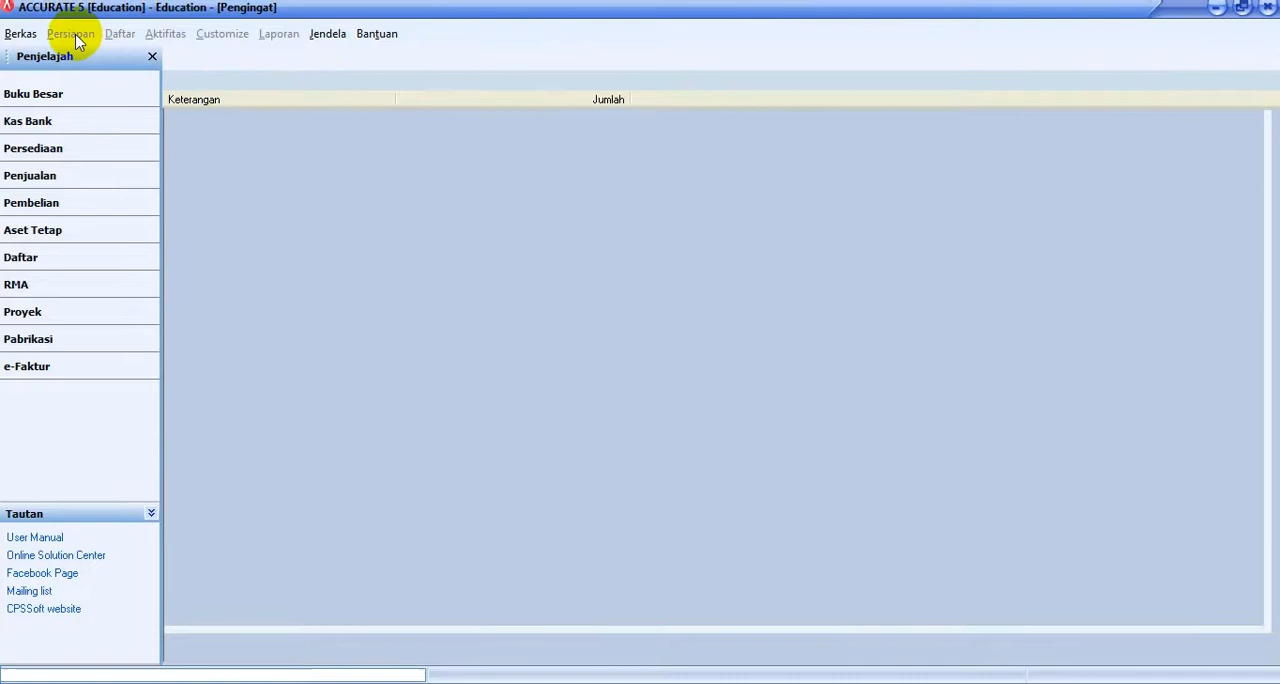 ACCURATE 5 [Education] - Education - [Pengingat]
Berkas Persiapan Daftar Aktifitas Customize Laporan Jendela Bantuan
Penjelajah
Keterangan Jumlah
Buku Besar
Kas Bank
Persediaan
Penjualan
Pembelian
Aset Tetap
Daftar
RMA
Proyek
Pabrikasi
e-Faktur
Tautan
User Manual
Online Solution Center
Facebook Page
Mailing list
CPSSoft website